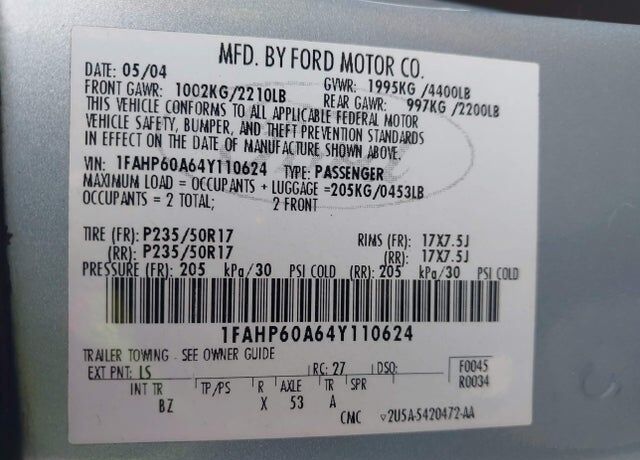 MFD. BY FORD MOTOR CO.
DATE: 05/04 GVWR: 1995KG /4400LB
FRONT GAWR: 1002KG/2210LB REAR GAWR: 997KG /2200LB
THIS VEHICLE CONFORMS TO ALL APPLICABLE FEDERAL MOTOR
VEHICLE SAFETY, BUMPER, AND THEFT PREVENTION STANDARDS
IN EFFECT ON THE DATE OF MANUFACTURE SHOWN ABOVE.
VIN: 1FAHP60A64Y110624 TYPE: PASSENGER
MAXIMUM LOAD = OCCUPANTS + LUGGAGE =205KG/0453LB
OCCUPANTS = 2 TOTAL; 2 FRONT
TIRE (FR): P235/50R17 RIMS (FR): 17X7.5J
(RR): P235/50R17 (RR): 17X7.5J
PRESSURE (FR): 205 kPa/30 PSI COLD (RR): 205 kPa/30 PSI COLD
1FAHP60A64Y110624
TRAILER TOWING - SEE OWNER GUIDE
EXT PNT: LS RC: 27 DSO: F0045
INT TR TP/PS R AXLE TR SPR R0034
BZ X 53 A
CMC ▽2U5A-5420472-AA